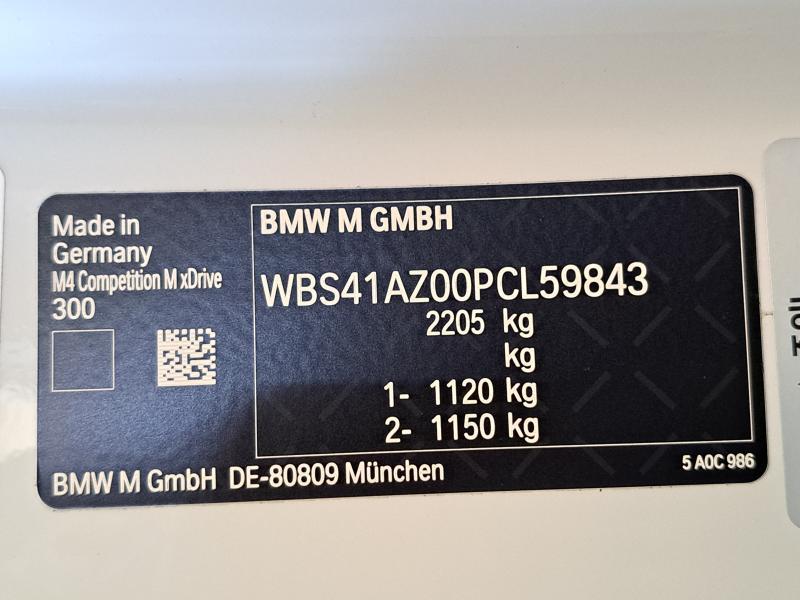 Made in
Germany
M4 Competition M xDrive
300
BMW M GMBH
WBS41AZ00PCL59843
2205 kg
kg
1- 1120 kg
2- 1150 kg
BMW M GmbH DE-80809 München
5 A0C 986